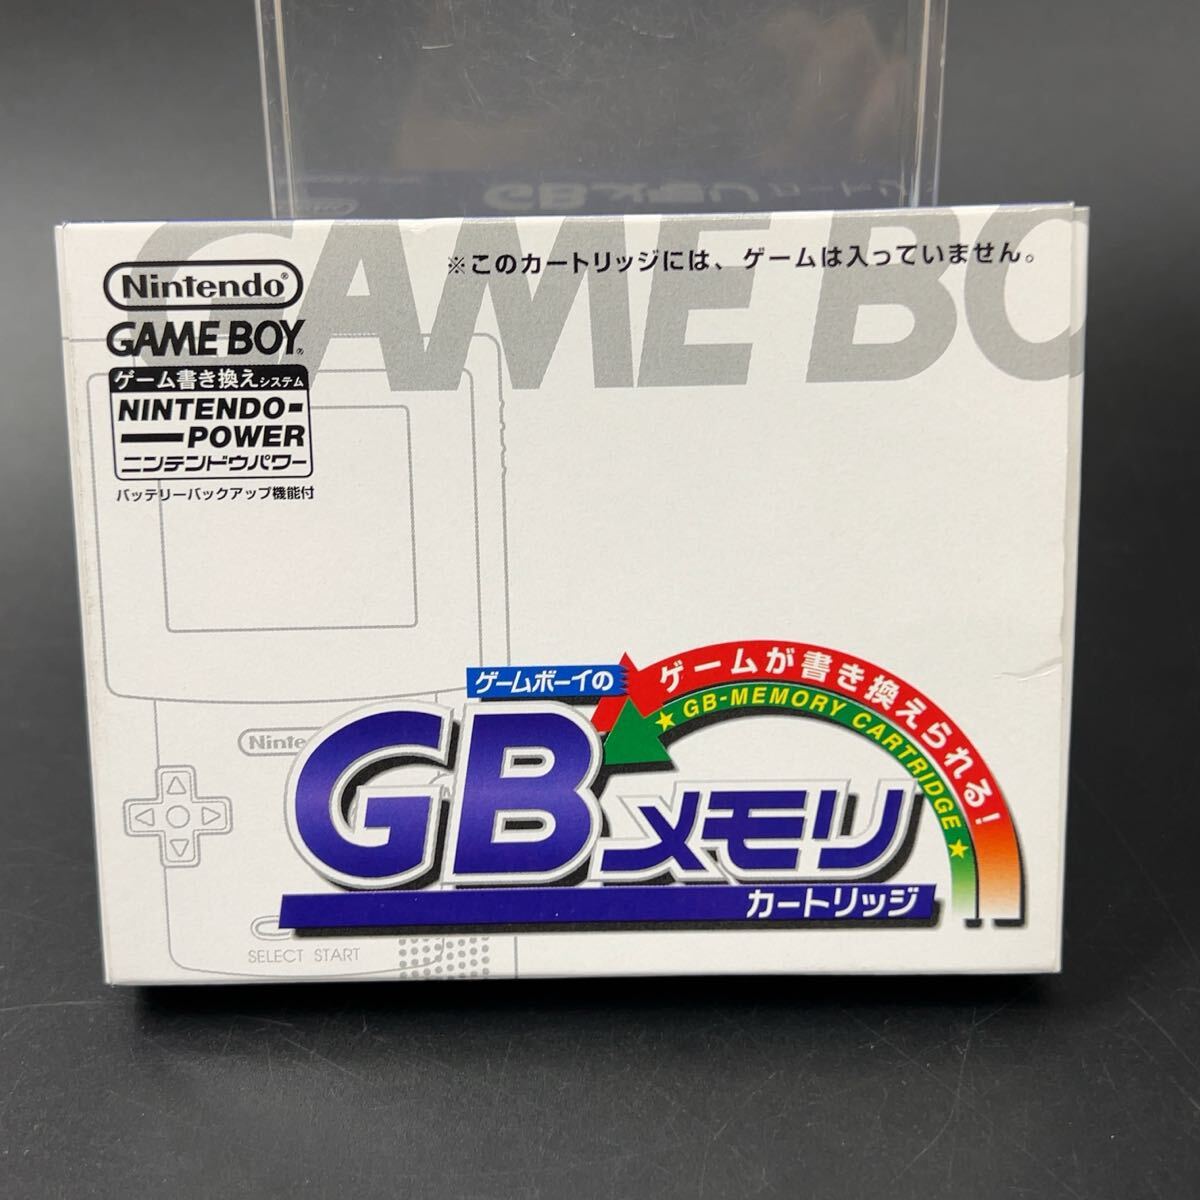 GAME BO
※このカートリッジには、ゲームは入っていません。
Nintendo®
GAME BOY®
ゲーム書き換えシステム
NINTENDO-
POWER
ニンテンドウパワー
バッテリーバックアップ機能付
ゲームボーイの
ゲームが書き換えられる!
★ GB-MEMORY CARTRIDGE ★
GBメモリ
カートリッジ
Ninte
SELECT START